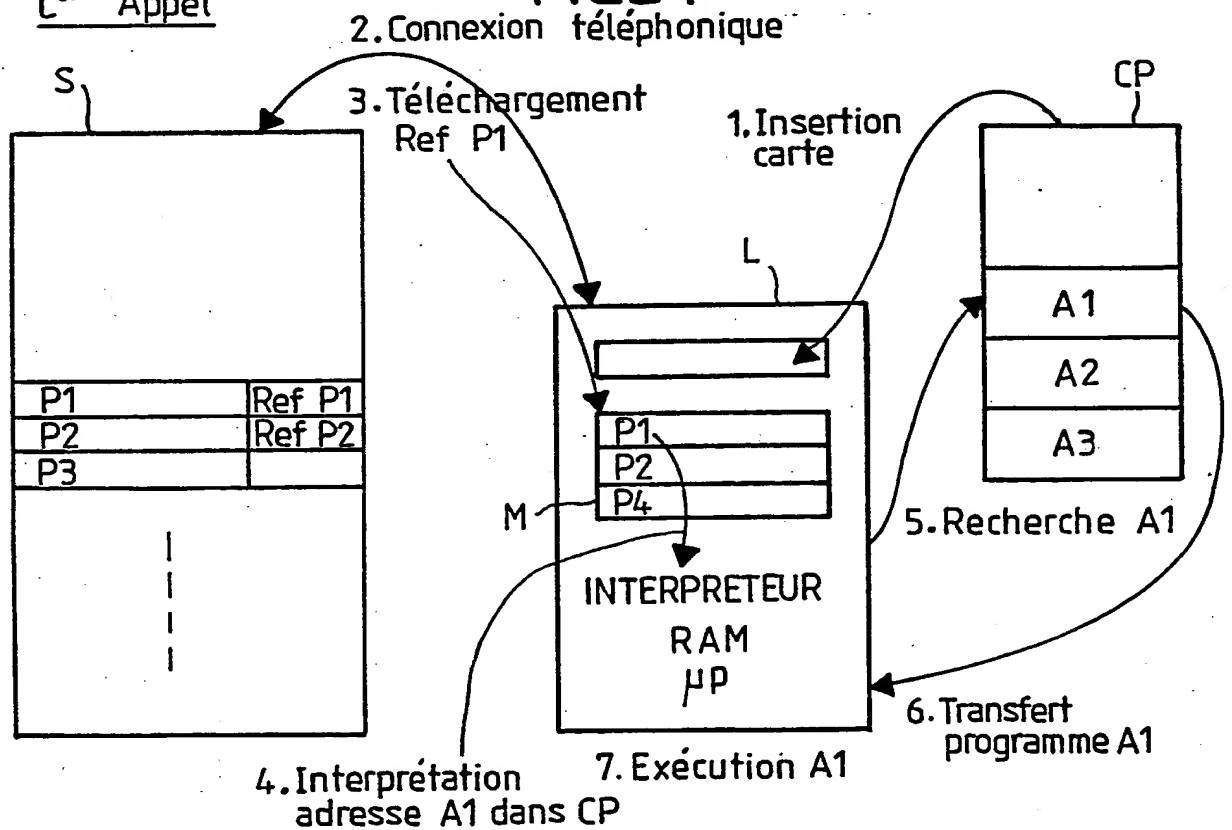 Appel
2. Connexion téléphonique
S
3. Téléchargement
Ref P1
1. Insertion
carte
CP
L
A1
A2
A3
P1 Ref P1
P2 Ref P2
P3
P1
P2
P4
M
5. Recherche A1
INTERPRETEUR
RAM
µP
6. Transfert
programme A1
7. Exécution A1
4. Interprétation
adresse A1 dans CP